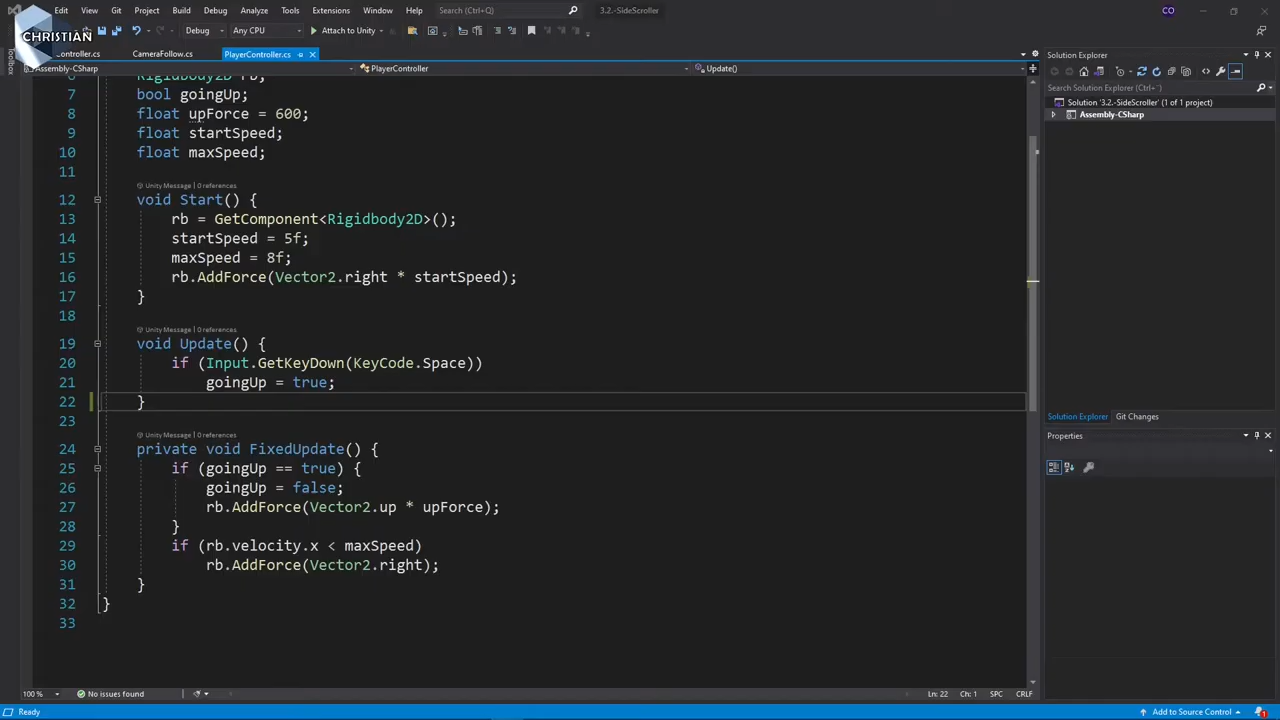 File Edit View Git Project Build Debug Analyze Tools Extensions Window Help Search (Ctrl+Q) 3.2.-SideScroller CO
CHRISTIAN
Debug Any CPU Attach to Unity
Toolbox
Controller.cs CameraFollow.cs PlayerController.cs
Assembly-CSharp PlayerController Update()
6 Rigidbody2D rb;
7 bool goingUp;
8 float upForce = 600;
9 float startSpeed;
10 float maxSpeed;
11
Unity Message | 0 references
12 void Start() {
13 rb = GetComponent<Rigidbody2D>();
14 startSpeed = 5f;
15 maxSpeed = 8f;
16 rb.AddForce(Vector2.right * startSpeed);
17 }
18
Unity Message | 0 references
19 void Update() {
20 if (Input.GetKeyDown(KeyCode.Space))
21 goingUp = true;
22 }
23
Unity Message | 0 references
24 private void FixedUpdate() {
25 if (goingUp == true) {
26 goingUp = false;
27 rb.AddForce(Vector2.up * upForce);
28 }
29 if (rb.velocity.x < maxSpeed)
30 rb.AddForce(Vector2.right);
31 }
32 }
33
100 % No issues found Ln: 22 Ch: 1 SPC CRLF
Ready Add to Source Control 1
Solution Explorer
Search Solution Explorer (Ctrl+')
Solution '3.2.-SideScroller' (1 of 1 project)
Assembly-CSharp
Solution Explorer Git Changes
Properties